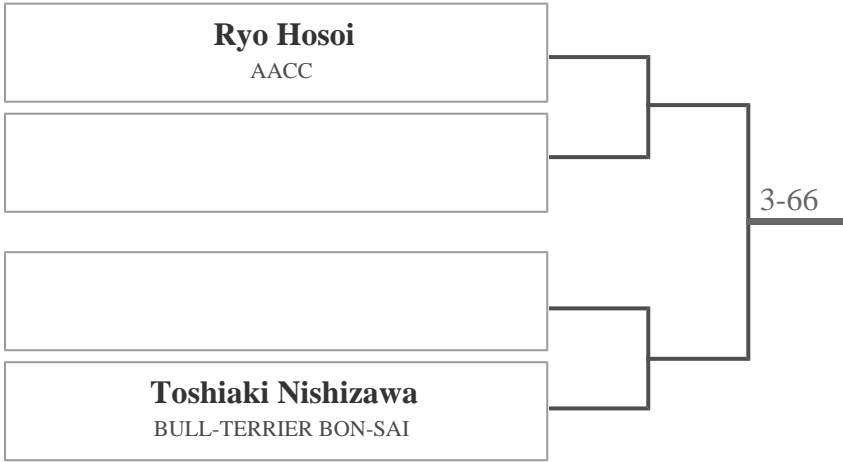 Ryo Hosoi
AACC
3-66
Toshiaki Nishizawa
BULL-TERRIER BON-SAI